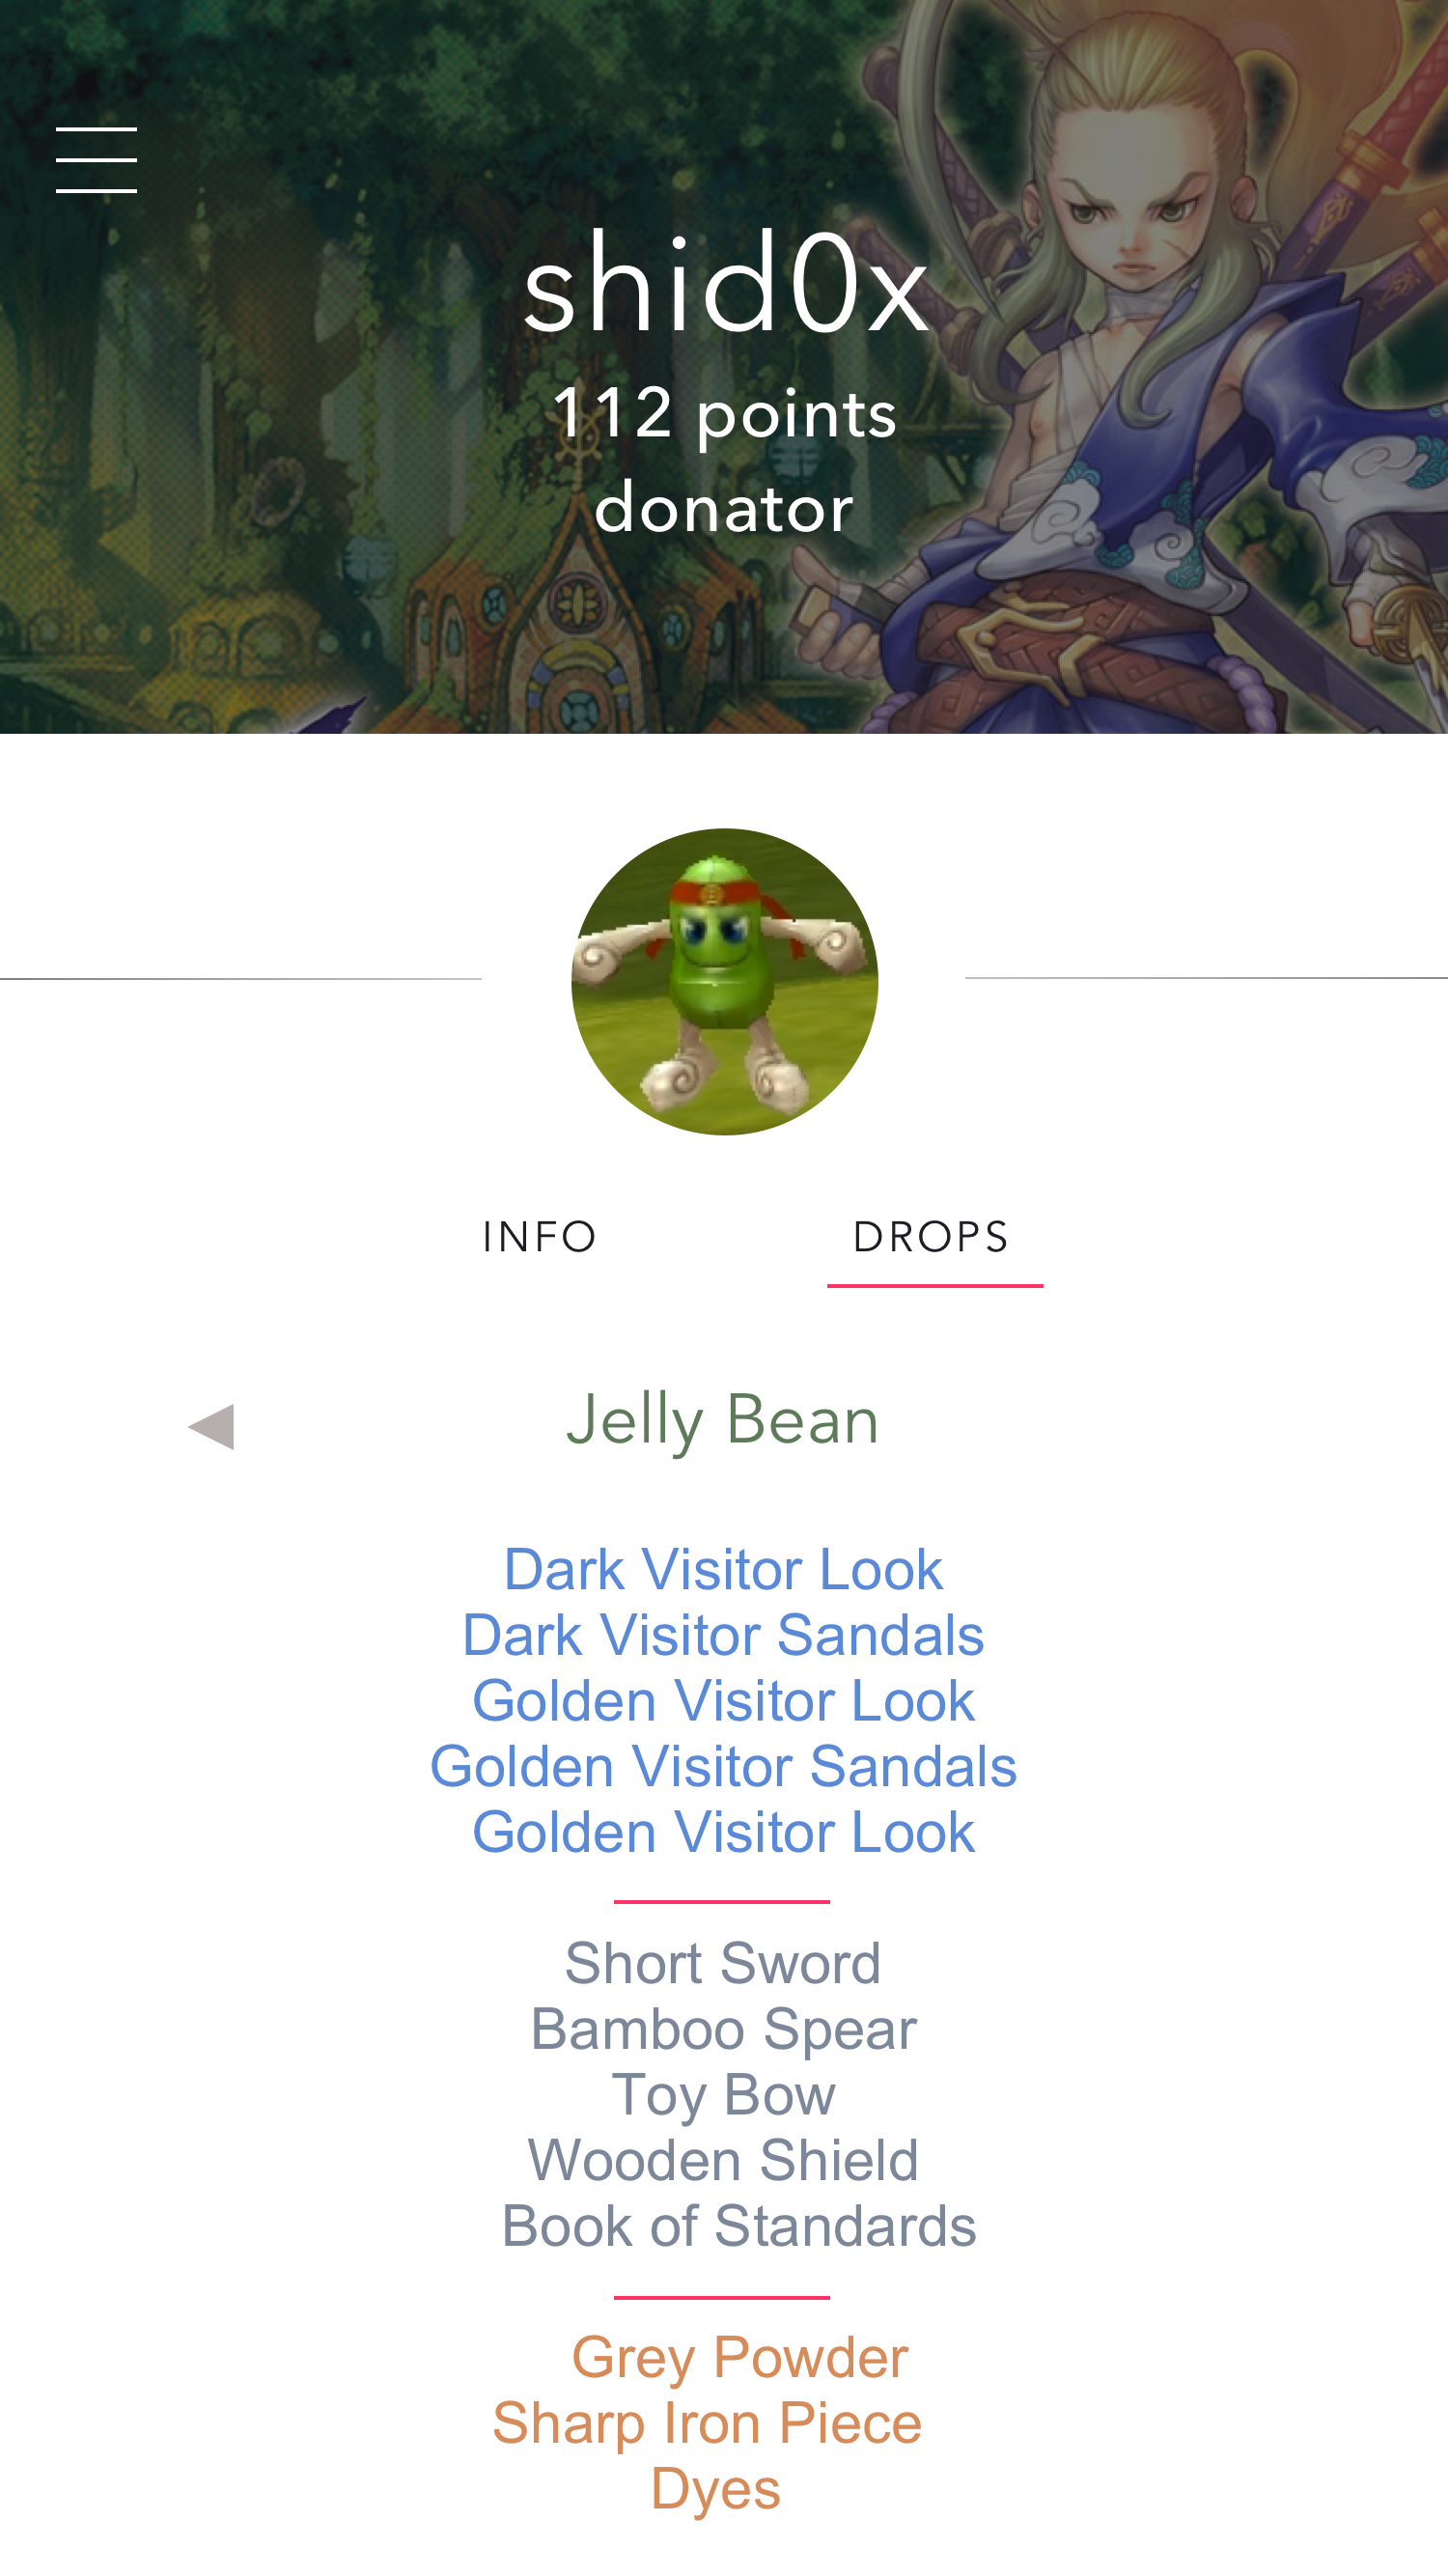 shid0x
112 points
donator
INFO DROPS
Jelly Bean
Dark Visitor Look
Dark Visitor Sandals
Golden Visitor Look
Golden Visitor Sandals
Golden Visitor Look
Short Sword
Bamboo Spear
Toy Bow
Wooden Shield
Book of Standards
Grey Powder
Sharp Iron Piece
Dyes